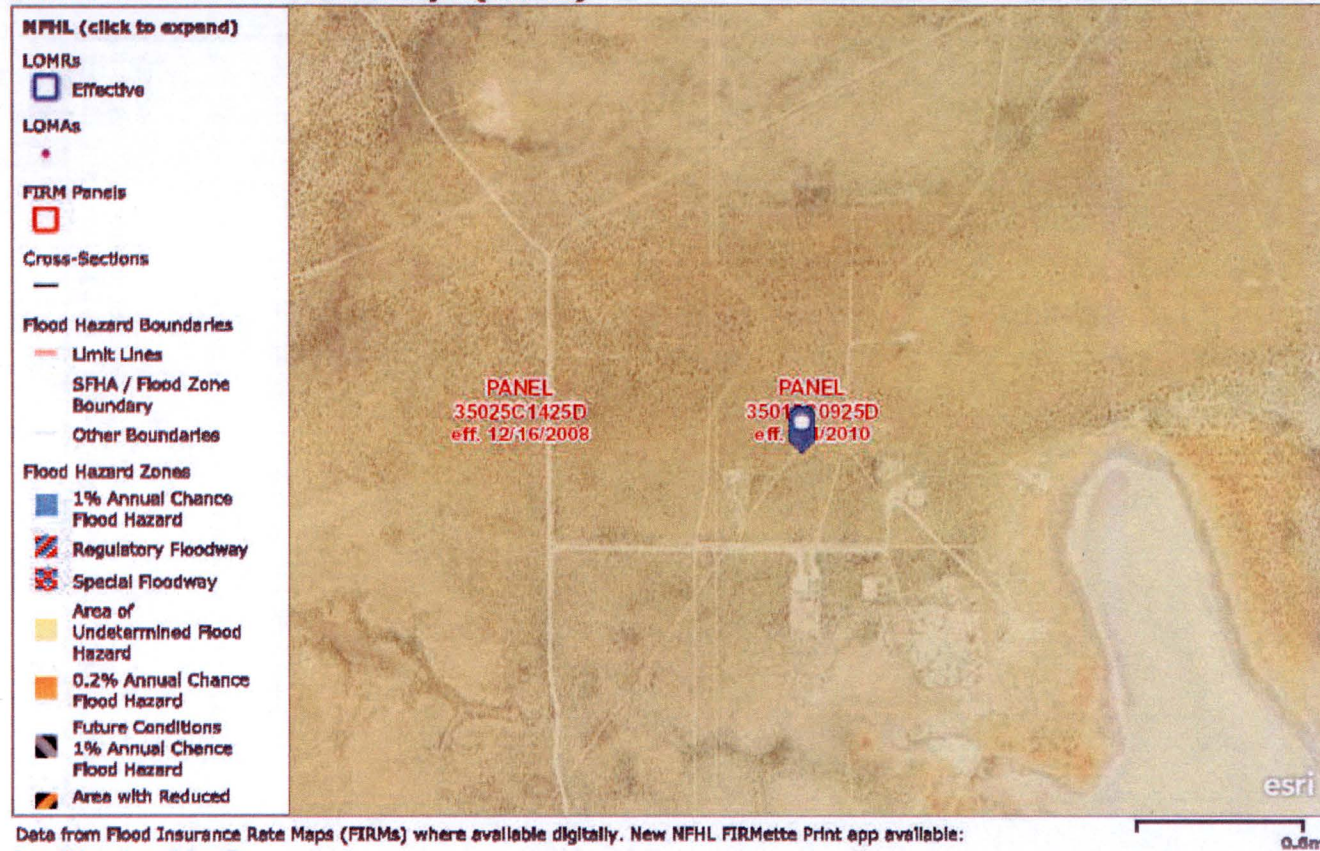 NFHL (click to expand)
LOMRs
Effective
LOMAs
FIRM Panels
Cross-Sections
Flood Hazard Boundaries
Limit Lines
SFHA / Flood Zone
Boundary
Other Boundaries
Flood Hazard Zones
1% Annual Chance
Flood Hazard
Regulatory Floodway
Special Floodway
Area of
Undetermined Flood
Hazard
0.2% Annual Chance
Flood Hazard
Future Conditions
1% Annual Chance
Flood Hazard
Area with Reduced
PANEL
35025C1425D
eff. 12/16/2008
PANEL
eff.
esri
Data from Flood Insurance Rate Maps (FIRMs) where available digitally. New NFHL FIRMette Print app available: